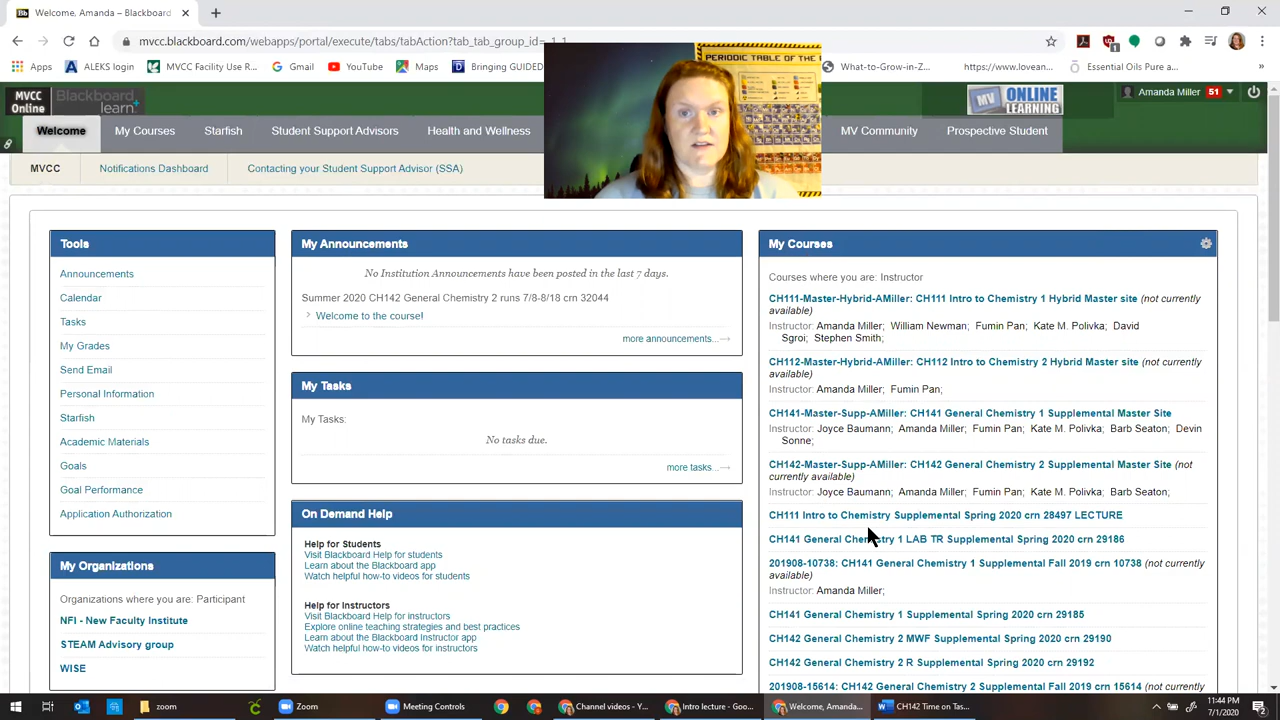 Welcome, Amanda Miller – Black
mvcc.blackboard.com/webapps/portal/execute/tabs/tabAction?tab_tab_group_id=_1_1
Apps AEEKS Login MVCC Facility Use R... Gmail YouTube Maps Bringing GUIDED What-to-Grow-in-Z... https://www.lovean... Essential Oils Pure a...
PERIODIC TABLE OF THE
MVCC Online Blackboard learn MV ONLINE LEARNING Amanda Miller 51
Welcome My Courses Starfish Student Support Advisors Health and Wellness MV Community Prospective Student
MVCC Notifications Dashboard Contacting your Student Support Advisor (SSA)
Tools
Announcements
Calendar
Tasks
My Grades
Send Email
Personal Information
Starfish
Academic Materials
Goals
Goal Performance
Application Authorization
My Organizations
Organizations where you are: Participant
NFI - New Faculty Institute
STEAM Advisory group
WISE
My Announcements
No Institution Announcements have been posted in the last 7 days.
Summer 2020 CH142 General Chemistry 2 runs 7/8-8/18 crn 32044
Welcome to the course!
more announcements...
My Tasks
My Tasks:
No tasks due.
more tasks...
On Demand Help
Help for Students
Visit Blackboard Help for students
Learn about the Blackboard app
Watch helpful how-to videos for students
Help for Instructors
Visit Blackboard Help for instructors
Explore online teaching strategies and best practices
Learn about the Blackboard Instructor app
Watch helpful how-to videos for instructors
My Courses
Courses where you are: Instructor
CH111-Master-Hybrid-AMiller: CH111 Intro to Chemistry 1 Hybrid Master site (not currently
available)
Instructor: Amanda Miller; William Newman; Fumin Pan; Kate M. Polivka; David
Sgroi; Stephen Smith;
CH112-Master-Hybrid-AMiller: CH112 Intro to Chemistry 2 Hybrid Master site (not currently
available)
Instructor: Amanda Miller; Fumin Pan;
CH141-Master-Supp-AMiller: CH141 General Chemistry 1 Supplemental Master Site
Instructor: Joyce Baumann; Amanda Miller; Fumin Pan; Kate M. Polivka; Barb Seaton; Devin
Sonne;
CH142-Master-Supp-AMiller: CH142 General Chemistry 2 Supplemental Master Site (not
currently available)
Instructor: Joyce Baumann; Amanda Miller; Fumin Pan; Kate M. Polivka; Barb Seaton;
CH111 Intro to Chemistry Supplemental Spring 2020 crn 28497 LECTURE
CH141 General Chemistry 1 LAB TR Supplemental Spring 2020 crn 29186
201908-10738: CH141 General Chemistry 1 Supplemental Fall 2019 crn 10738 (not currently
available)
Instructor: Amanda Miller;
CH141 General Chemistry 1 Supplemental Spring 2020 crn 29185
CH142 General Chemistry 2 MWF Supplemental Spring 2020 crn 29190
CH142 General Chemistry 2 R Supplemental Spring 2020 crn 29192
201908-15614: CH142 General Chemistry 2 Supplemental Fall 2019 crn 15614 (not currently
zoom Zoom Meeting Controls Channel videos - Y... Intro lecture - Goo... Welcome, Amanda... CH142 Time on Tas... 11:44 PM
7/1/2020 2